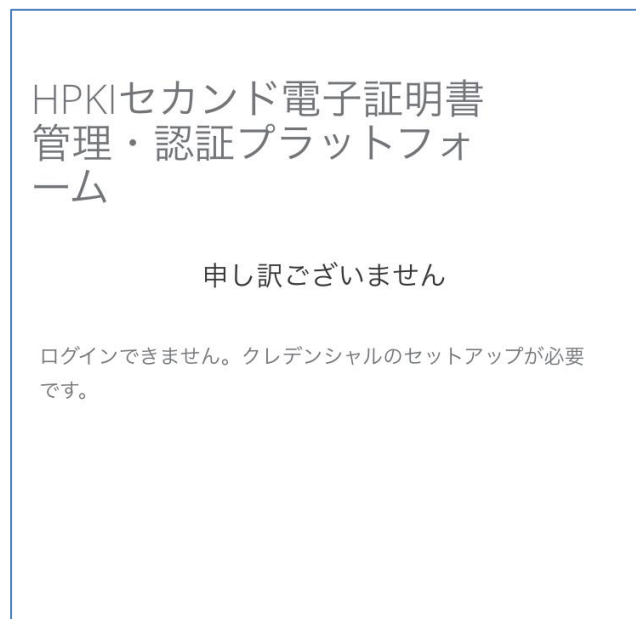 HPKIセカンド電子証明書
管理・認証プラットフォ
ーム
申し訳ございません
ログインできません。クレデンシャルのセットアップが必要
です。